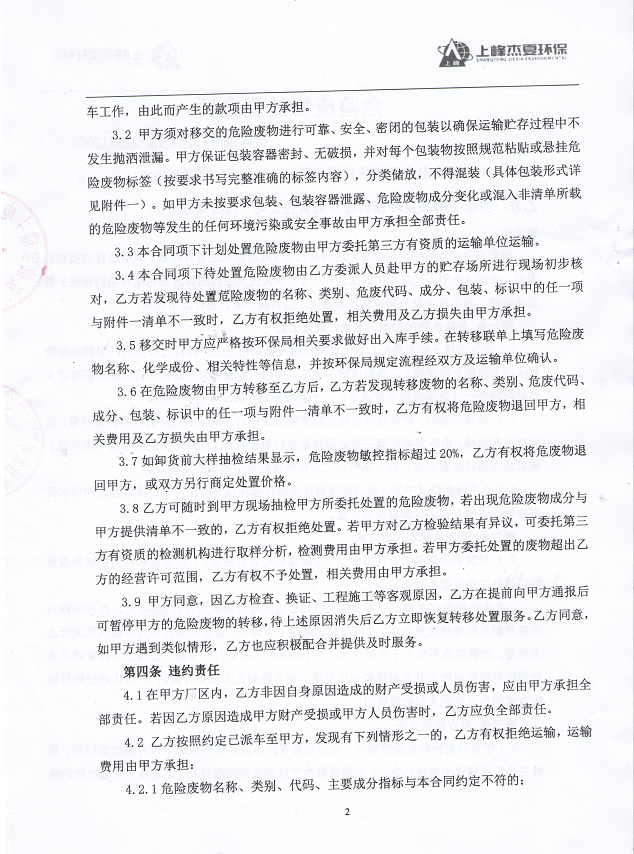 上峰杰夏环保
SHANGFENG JIEXIA ENVIRONMENTAL
上峰
车工作，由此而产生的款项由甲方承担。
3.2 甲方须对移交的危险废物进行可靠、安全、密闭的包装以确保运输贮存过程中不
发生抛洒泄漏。甲方保证包装容器密封、无破损，并对每个包装物按照规范粘贴或悬挂危
险废物标签（按要求书写完整准确的标签内容），分类储放，不得混装（具体包装形式详
见附件一）。如甲方未按要求包装、包装容器泄露、危险废物成分变化或混入非清单所载
的危险废物等发生的任何环境污染或安全事故由甲方承担全部责任。
3.3 本合同项下计划处置危险废物由甲方委托第三方有资质的运输单位运输。
3.4 本合同项下待处置危险废物由乙方委派人员赴甲方的贮存场所进行现场初步核
对，乙方若发现待处置危险废物的名称、类别、危废代码、成分、包装、标识中的任一项
与附件一清单不一致时，乙方有权拒绝处置，相关费用及乙方损失由甲方承担。
3.5 移交时甲方应严格按环保局相关要求做好出入库手续。在转移联单上填写危险废
物名称、化学成份、相关特性等信息，并按环保局规定流程经双方及运输单位确认。
3.6 在危险废物由甲方转移至乙方后，乙方若发现转移废物的名称、类别、危废代码、
成分、包装、标识中的任一项与附件一清单不一致时，乙方有权将危险废物退回甲方，相
关费用及乙方损失由甲方承担。
3.7 如卸货前大样抽检结果显示，危险废物敏控指标超过 20%，乙方有权将危废物退
回甲方，或双方另行商定处置价格。
3.8 乙方可随时到甲方现场抽检甲方所委托处置的危险废物，若出现危险废物成分与
甲方提供清单不一致的，乙方有权拒绝处置。若甲方对乙方检验结果有异议，可委托第三
方有资质的检测机构进行取样分析，检测费用由甲方承担。若甲方委托处置的废物超出乙
方的经营许可范围，乙方有权不予处置，相关费用由甲方承担。
3.9 甲方同意，因乙方检查、换证、工程施工等客观原因，乙方在提前向甲方通报后
可暂停甲方的危险废物的转移，待上述原因消失后乙方立即恢复转移处置服务。乙方同意，
如甲方遇到类似情形，乙方也应积极配合并提供及时服务。
第四条 违约责任
4.1 在甲方厂区内，乙方非因自身原因造成的财产受损或人员伤害，应由甲方承担全
部责任。若因乙方原因造成甲方财产受损或甲方人员伤害时，乙方应负全部责任。
4.2 乙方按照约定已派车至甲方，发现有下列情形之一的，乙方有权拒绝运输，运输
费用由甲方承担：
4.2.1 危险废物名称、类别、代码、主要成分指标与本合同约定不符的；
2